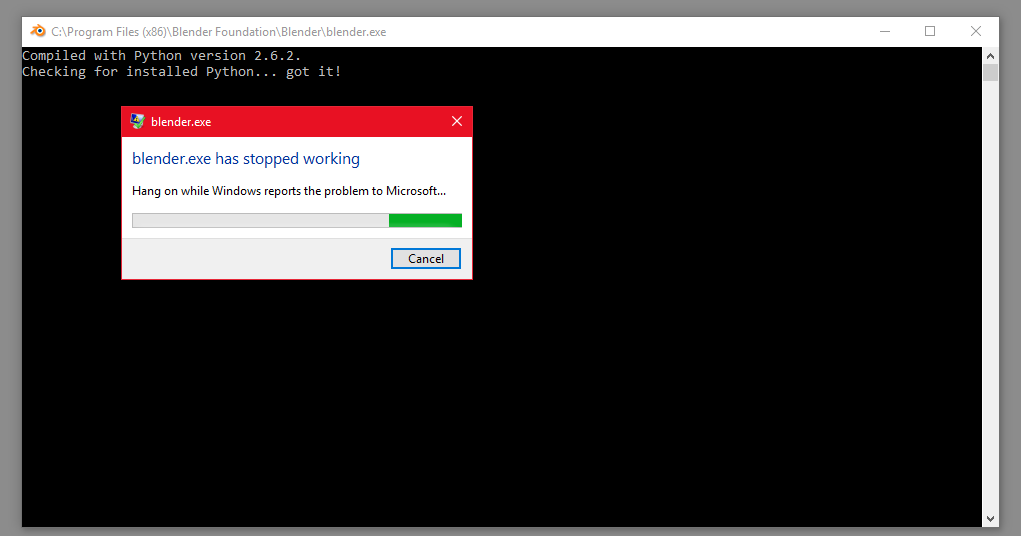 C:\Program Files (x86)\Blender Foundation\Blender\blender.exe
Compiled with Python version 2.6.2.
Checking for installed Python... got it!
blender.exe
blender.exe has stopped working
Hang on while Windows reports the problem to Microsoft...
Cancel